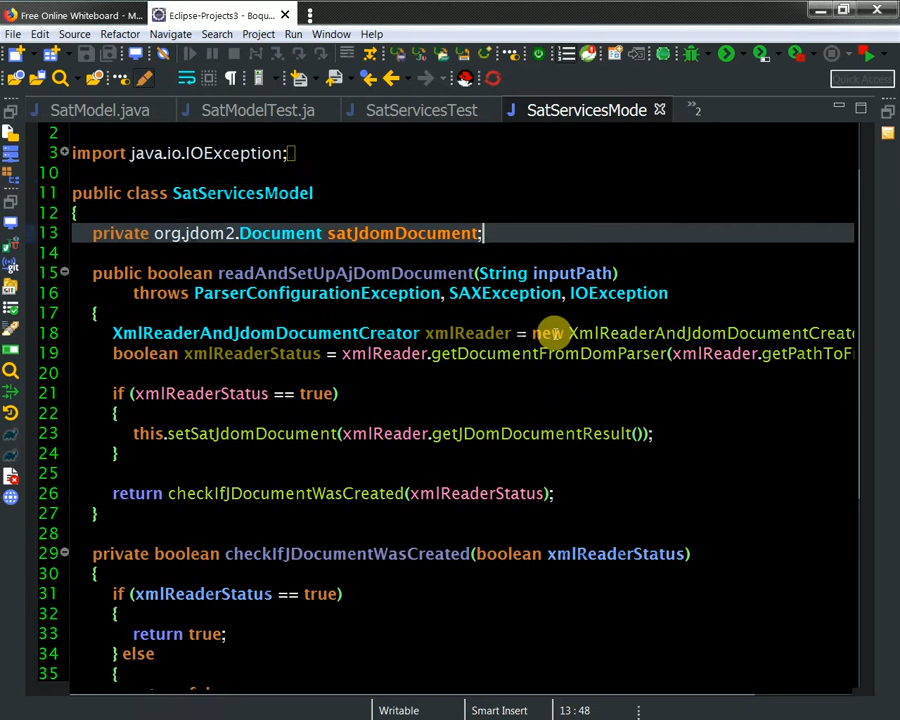 Free Online Whiteboard - M...
Eclipse-Projects3 - Boqu...
File Edit Source Refactor Navigate Search Project Run Window Help
Quick Access
SatModel.java
SatModelTest.ja
SatServicesTest
SatServicesMode
2
2
3 import java.io.IOException;
10
11 public class SatServicesModel
12 {
13 private org.jdom2.Document satJdomDocument;
14
15 public boolean readAndSetUpAjDomDocument(String inputPath)
16 throws ParserConfigurationException, SAXException, IOException
17 {
18 XmlReaderAndJdomDocumentCreator xmlReader = new XmlReaderAndJdomDocumentCreate
19 boolean xmlReaderStatus = xmlReader.getDocumentFromDomParser(xmlReader.getPathToFi
20
21 if (xmlReaderStatus == true)
22 {
23 this.setSatJdomDocument(xmlReader.getJDomDocumentResult());
24 }
25
26 return checkIfJDocumentWasCreated(xmlReaderStatus);
27 }
28
29 private boolean checkIfJDocumentWasCreated(boolean xmlReaderStatus)
30 {
31 if (xmlReaderStatus == true)
32 {
33 return true;
34 } else
35 {
Writable Smart Insert 13 : 48